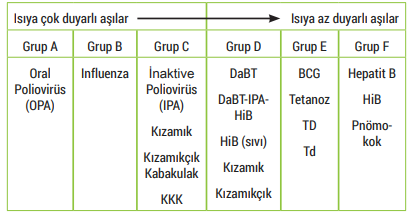 Isıya çok duyarlı aşılar
Isıya az duyarlı aşılar
Grup A
Grup B
Grup C
Grup D
Grup E
Grup F
Oral
Poliovirüs
(OPA)
Influenza
İnaktive
Poliovirüs
(IPA)
Kızamık
Kızamıkçık
Kabakulak
KKK
DaBT
DaBT-IPA-
HiB
HiB (sıvı)
Kızamık
Kızamıkçık
BCG
Tetanoz
TD
Td
Hepatit B
HiB
Pnömo-
kok